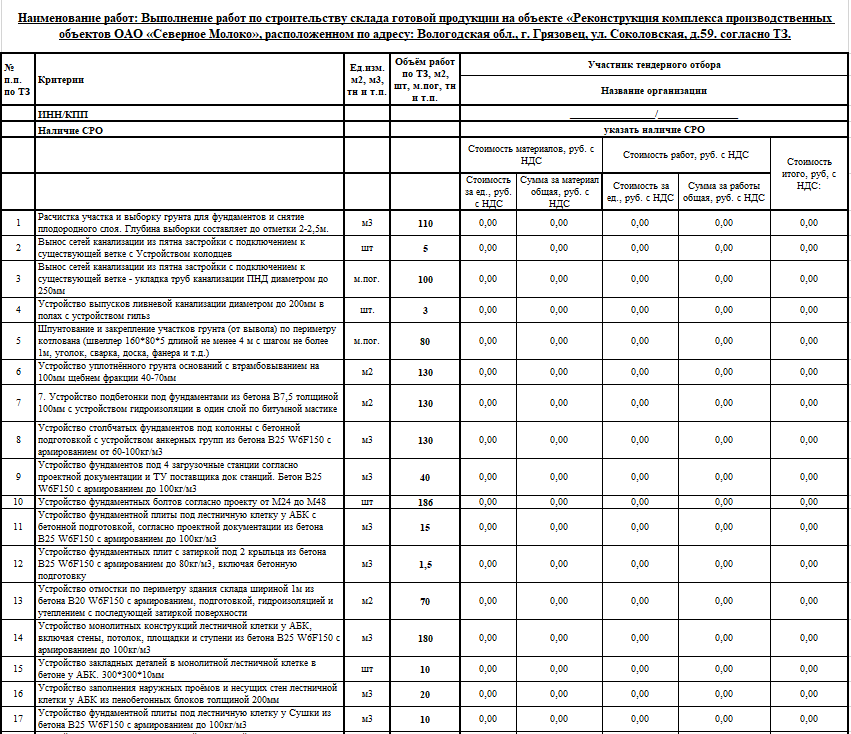 Наименование работ: Выполнение работ по строительству склада готовой продукции на объекте «Реконструкция комплекса производственных
объектов ОАО «Северное Молоко», расположенном по адресу: Вологодская обл., г. Грязовец, ул. Соколовская, д.59. согласно ТЗ.
№
п.п.
по ТЗ
Критерии
Ед.изм.
м2, м3,
тн и т.п.
Объём работ
по ТЗ, м2,
шт, м.пог, тн
и т.п.
Участник тендерного отбора
Название организации
ИНН/КПП
_________________/________________
Наличие СРО
указать наличие СРО
Стоимость материалов, руб. с
НДС
Стоимость работ, руб. с НДС
Стоимость
итого, руб, с
НДС:
Стоимость
за ед., руб.
с НДС
Сумма за материал
общая, руб. с
НДС
Стоимость за
ед., руб. с НДС
Сумма за работы
общая, руб. с НДС
1
Расчистка участка и выборку грунта для фундаментов и снятие
плодородного слоя. Глубина выборки составляет до отметки 2-2,5м.
м3 110 0,00 0,00 0,00 0,00 0,00
2
Вынос сетей канализации из пятна застройки с подключением к
существующей ветке с Устройством колодцев
шт 5 0,00 0,00 0,00 0,00 0,00
3
Вынос сетей канализации из пятна застройки с подключением к
существующей ветке - укладка труб канализации ПНД диаметром до
250мм
м.пог. 100 0,00 0,00 0,00 0,00 0,00
4
Устройство выпусков ливневой канализации диаметром до 200мм в
полах с устройством гильз
шт. 3 0,00 0,00 0,00 0,00 0,00
5
Шпунтование и закрепление участков грунта (от вывола) по периметру
котлована (швеллер 160*80*5 длиной не менее 4 м с шагом не более
1м, уголок, сварка, доска, фанера и т.д.)
м.пог. 80 0,00 0,00 0,00 0,00 0,00
6
Устройство уплотнённого грунта оснований с втрамбовыванием на
100мм щебнем фракции 40-70мм
м2 130 0,00 0,00 0,00 0,00 0,00
7
7. Устройство подбетонки под фундаментами из бетона В7,5 толщиной
100мм с устройством гидроизоляции в один слой по битумной мастике
м2 130 0,00 0,00 0,00 0,00 0,00
8
Устройство столбчатых фундаментов под колонны с бетонной
подготовкой с устройством анкерных групп из бетона В25 W6F150 с
армированием от 60-100кг/м3
м3 130 0,00 0,00 0,00 0,00 0,00
9
Устройство фундаментов под 4 загрузочные станции согласно
проектной документации и ТУ поставщика док станций. Бетон В25
W6F150 с армированием до 100кг/м3
м3 40 0,00 0,00 0,00 0,00 0,00
10 Устройство фундаментных болтов согласно проекту от М24 до М48 шт 186 0,00 0,00 0,00 0,00 0,00
11
Устройство фундаментной плиты под лестничную клетку у АБК с
бетонной подготовкой, согласно проектной документации из бетона
В25 W6F150 с армированием до 100кг/м3
м3 15 0,00 0,00 0,00 0,00 0,00
12
Устройство фундаментных плит с затиркой под 2 крыльца из бетона
В25 W6F150 с армированием до 80кг/м3, включая бетонную
подготовку
м3 1,5 0,00 0,00 0,00 0,00 0,00
13
Устройство отмостки по периметру здания склада шириной 1м из
бетона В20 W6F150 с армированием, подготовкой, гидроизоляцией и
утеплением с последующей затиркой поверхности
м2 70 0,00 0,00 0,00 0,00 0,00
14
Устройство монолитных конструкций лестничной клетки у АБК,
включая стены, потолок, площадки и ступени из бетона В25 W6F150 с
армированием до 100кг/м3
м3 180 0,00 0,00 0,00 0,00 0,00
15
Устройство закладных деталей в монолитной лестничной клетке в
бетоне у АБК. 300*300*10мм
шт 10 0,00 0,00 0,00 0,00 0,00
16
Устройство заполнения наружных проёмов и несущих стен лестничной
клетки у АБК из пенобетонных блоков толщиной 200мм
м3 20 0,00 0,00 0,00 0,00 0,00
17
Устройство фундаментной плиты под лестничную клетку у Сушки из
бетона В25 W6F150 с армированием до 100кг/м3
м3 10 0,00 0,00 0,00 0,00 0,00